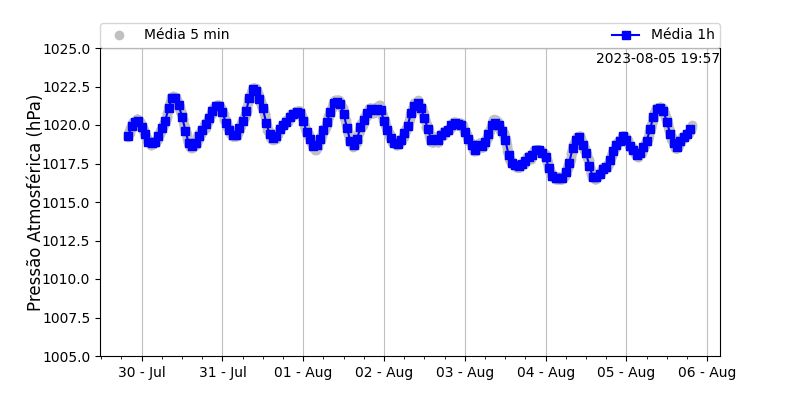 Média 5 min
Média 1h
2023-08-05 19:57
Pressão Atmosférica (hPa)
1025.0
1022.5
1020.0
1017.5
1015.0
1012.5
1010.0
1007.5
1005.0
30 - Jul
31 - Jul
01 - Aug
02 - Aug
03 - Aug
04 - Aug
05 - Aug
06 - Aug